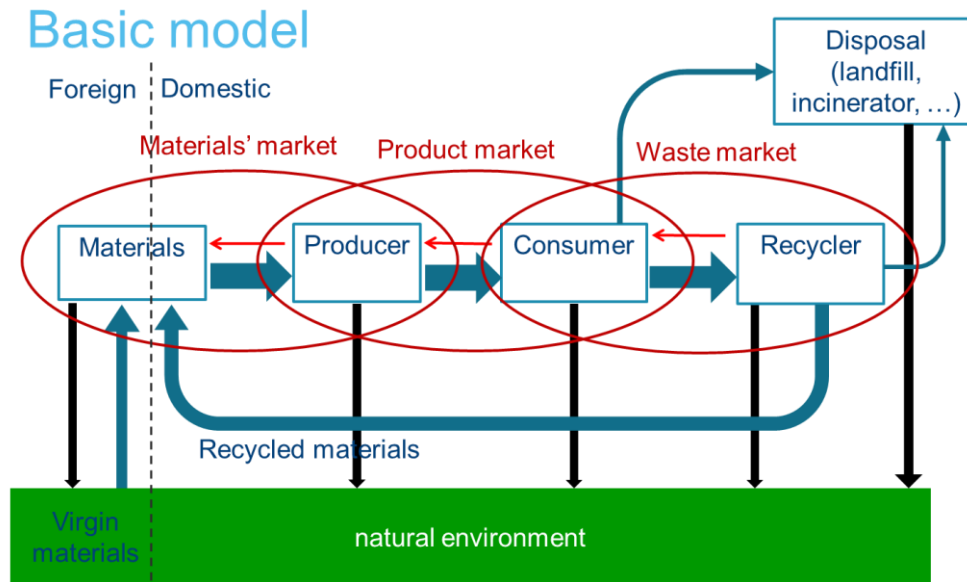 Basic model
Disposal
(landfill,
incinerator, …)
Foreign
Domestic
Materials’ market
Product market
Waste market
Materials
Producer
Consumer
Recycler
Recycled materials
Virgin
materials
natural environment